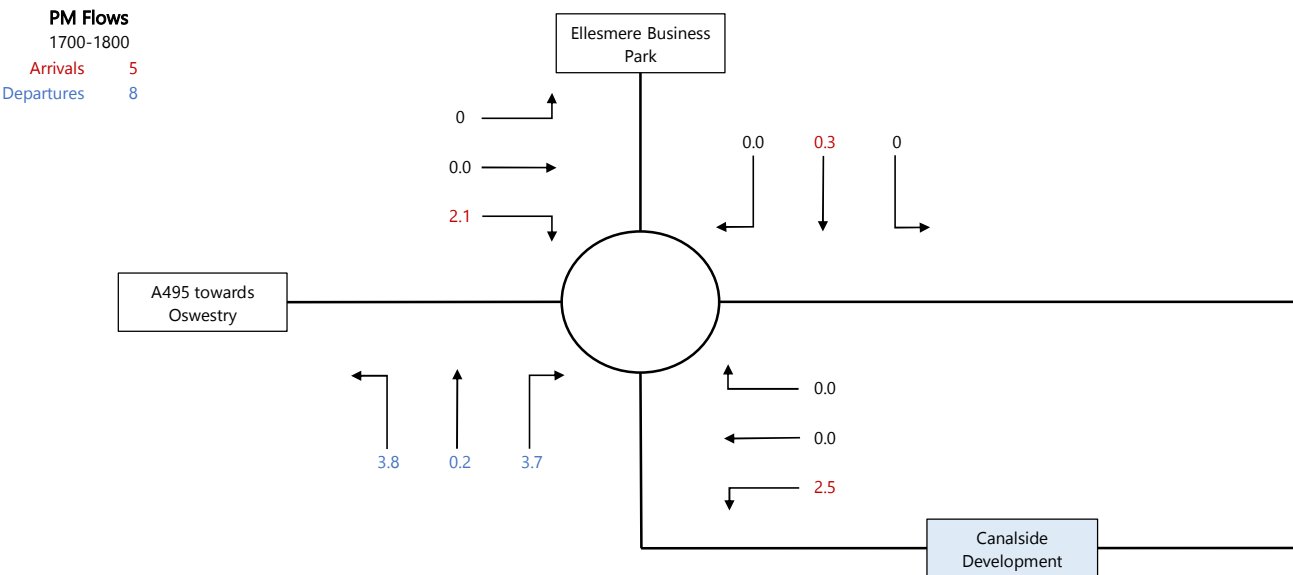 PM Flows
1700-1800
Arrivals 5
Departures 8
Ellesmere Business
Park
0
0.0
2.1
0.0 0.3 0
A495 towards
Oswestry
3.8 0.2 3.7
0.0
0.0
2.5
Canalside
Development